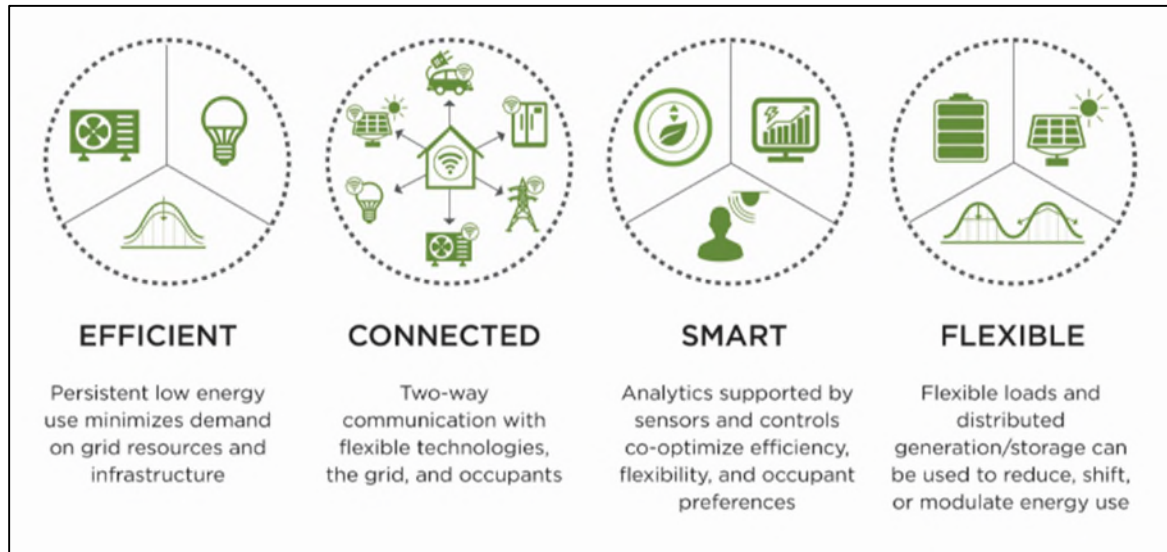 EFFICIENT
Persistent low energy
use minimizes demand
on grid resources and
infrastructure
CONNECTED
Two-way
communication with
flexible technologies,
the grid, and occupants
SMART
Analytics supported by
sensors and controls
co-optimize efficiency,
flexibility, and occupant
preferences
FLEXIBLE
Flexible loads and
distributed
generation/storage can
be used to reduce, shift,
or modulate energy use